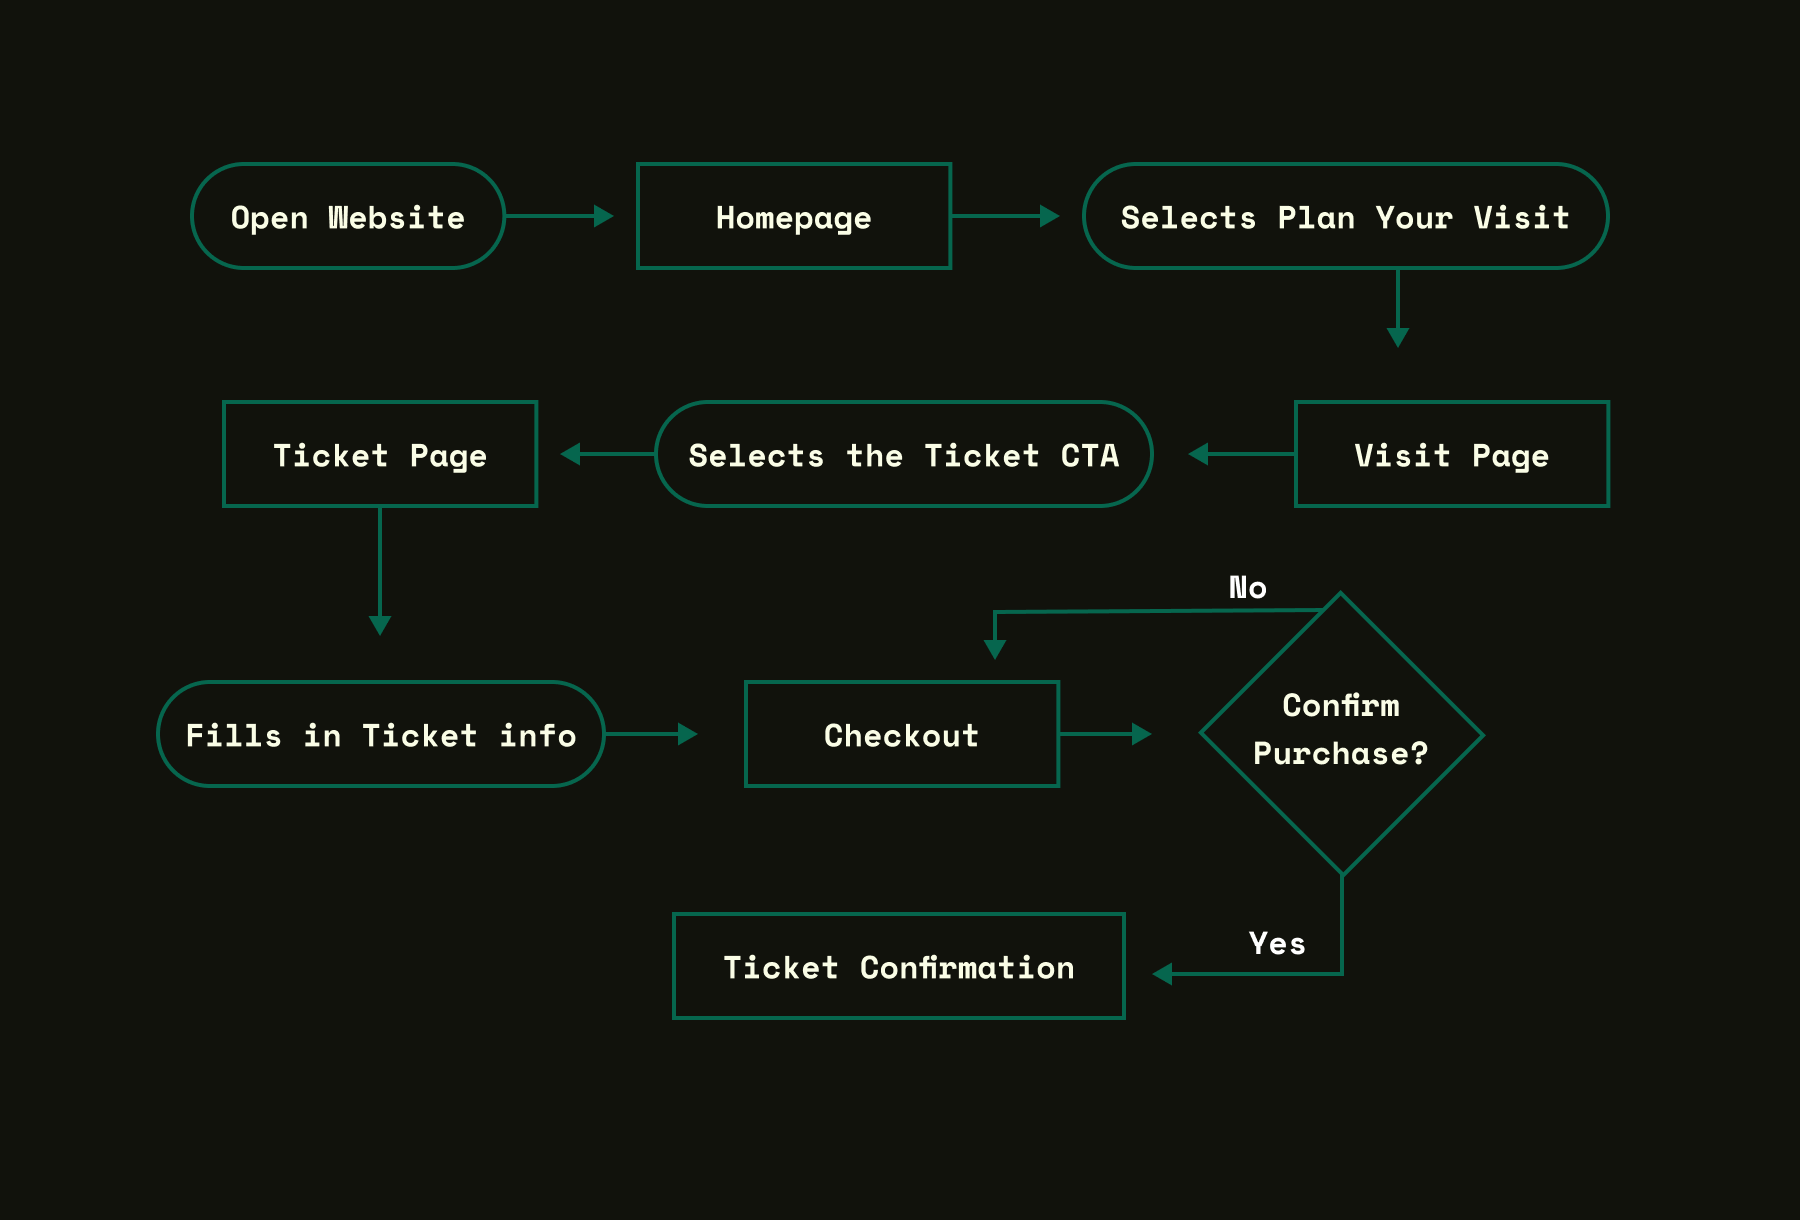 Open Website
Homepage
Selects Plan Your Visit
Ticket Page
Selects the Ticket CTA
Visit Page
No
Fills in Ticket info
Checkout
Confirm
Purchase?
Yes
Ticket Confirmation